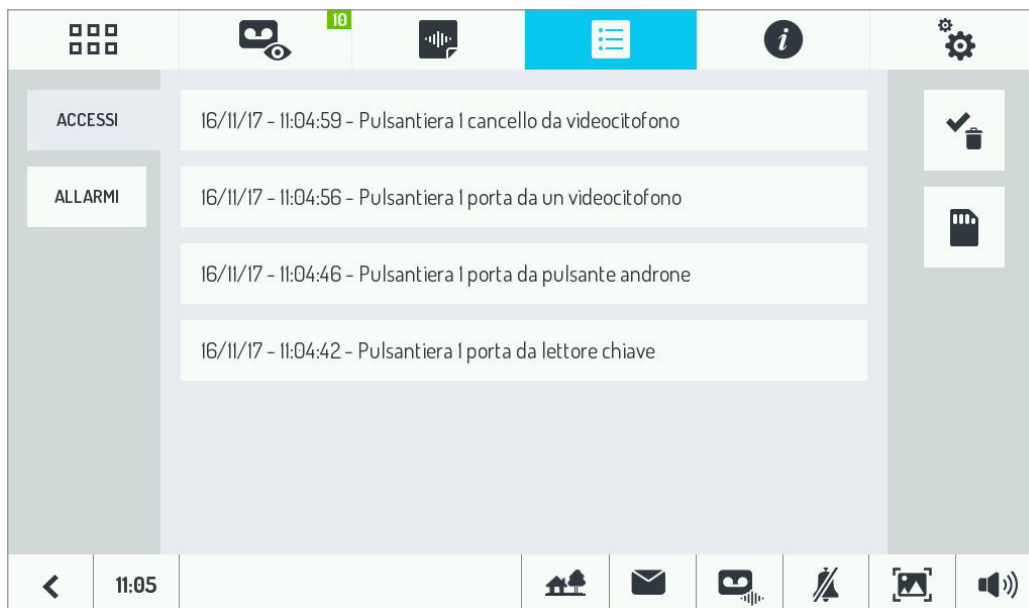 10
ACCESSI
16/11/17 - 11:04:59 - Pulsantiera 1 cancello da videocitofono
ALLARMI
16/11/17 - 11:04:56 - Pulsantiera 1 porta da un videocitofono
16/11/17 - 11:04:46 - Pulsantiera 1 porta da pulsante androne
16/11/17 - 11:04:42 - Pulsantiera 1 porta da lettore chiave
11:05